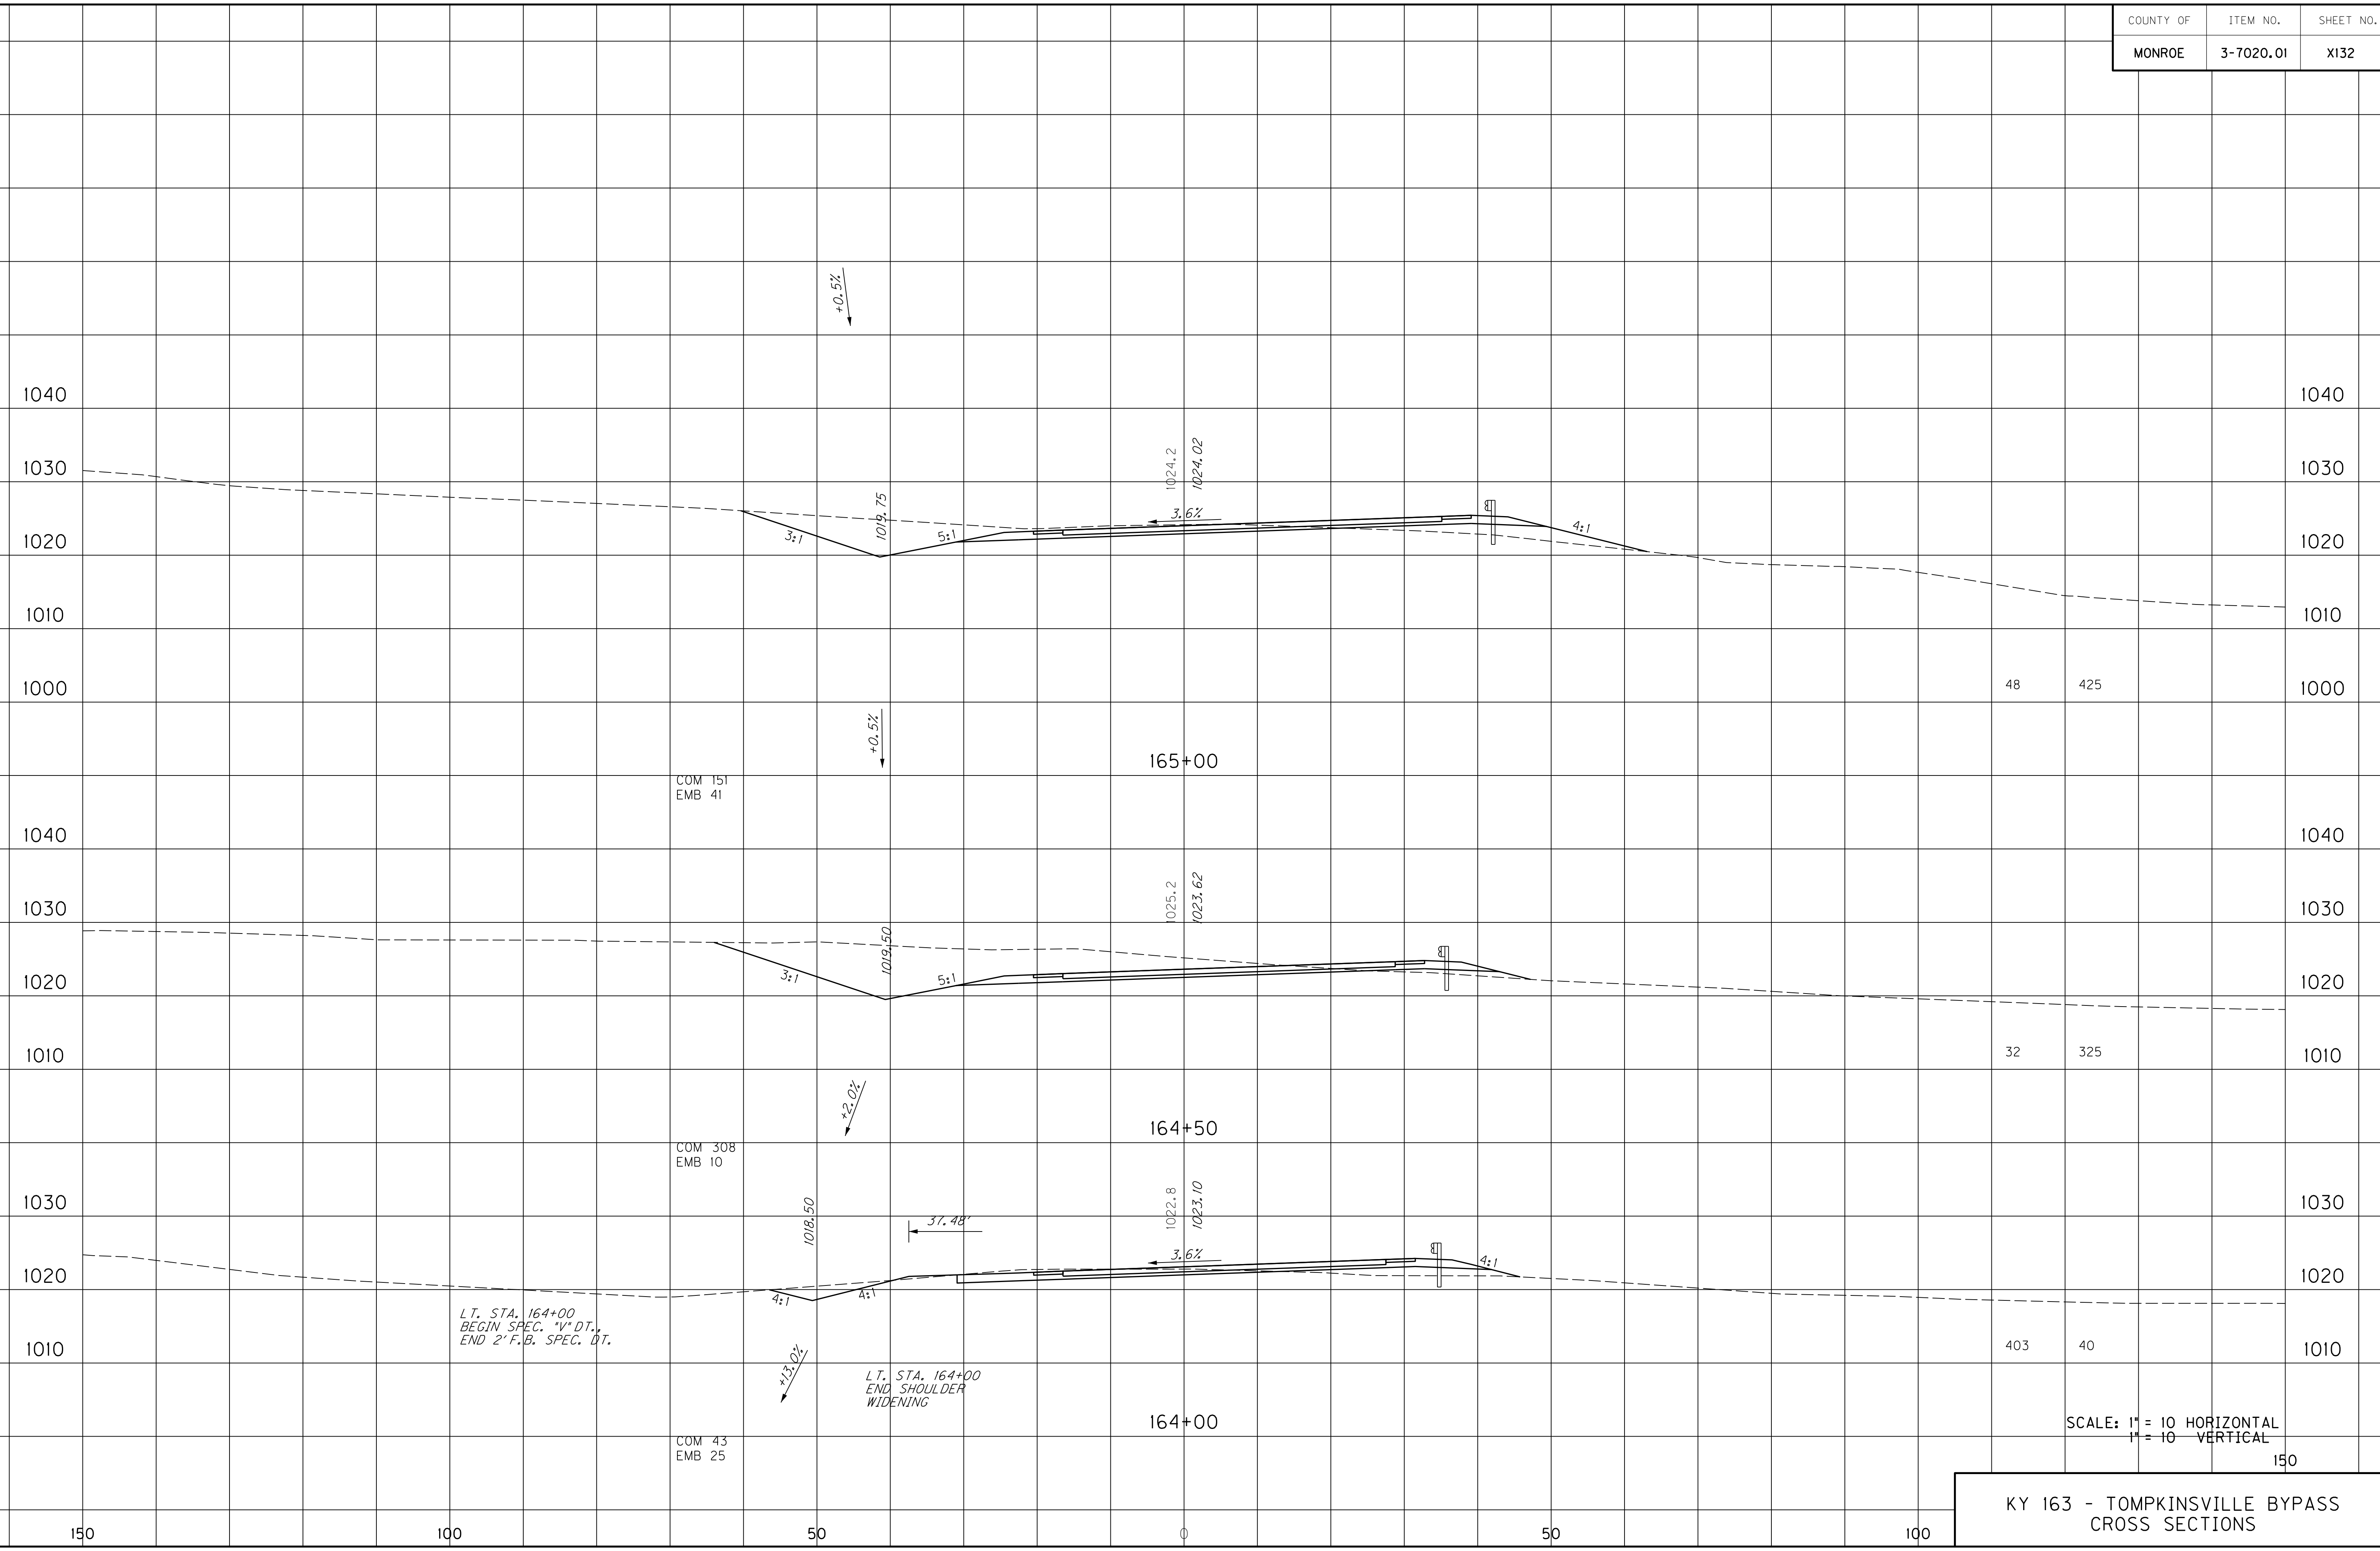 COUNTY OF ITEM NO. SHEET NO.
MONROE 3-7020.01 X132
+0.5%
1040 1040
1030 1024.2 1024.02 1030
1019.75
3.6%
1020 3:1 5:1 4:1 1020
1010 1010
1000 48 425 1000
+0.5%
165+00
COM 151
EMB 41
1040 1040
1030 1025.2 1023.62 1030
1019.50
1020 3:1 5:1 1020
1010 32 325 1010
+2.0%
164+50
COM 308
EMB 10
1030 1018.50 1022.8 1023.10 1030
37.48'
3.6%
1020 4:1 4:1 4:1 1020
LT. STA. 164+00
BEGIN SPEC. "V" DT.,
END 2' F.B. SPEC. DT.
1010 403 40 1010
+13.0%
LT. STA. 164+00
END SHOULDER
WIDENING
164+00
COM 43
EMB 25
SCALE: 1" = 10 HORIZONTAL
1" = 10 VERTICAL
150
KY 163 - TOMPKINSVILLE BYPASS
CROSS SECTIONS
150 100 50 0 50 100